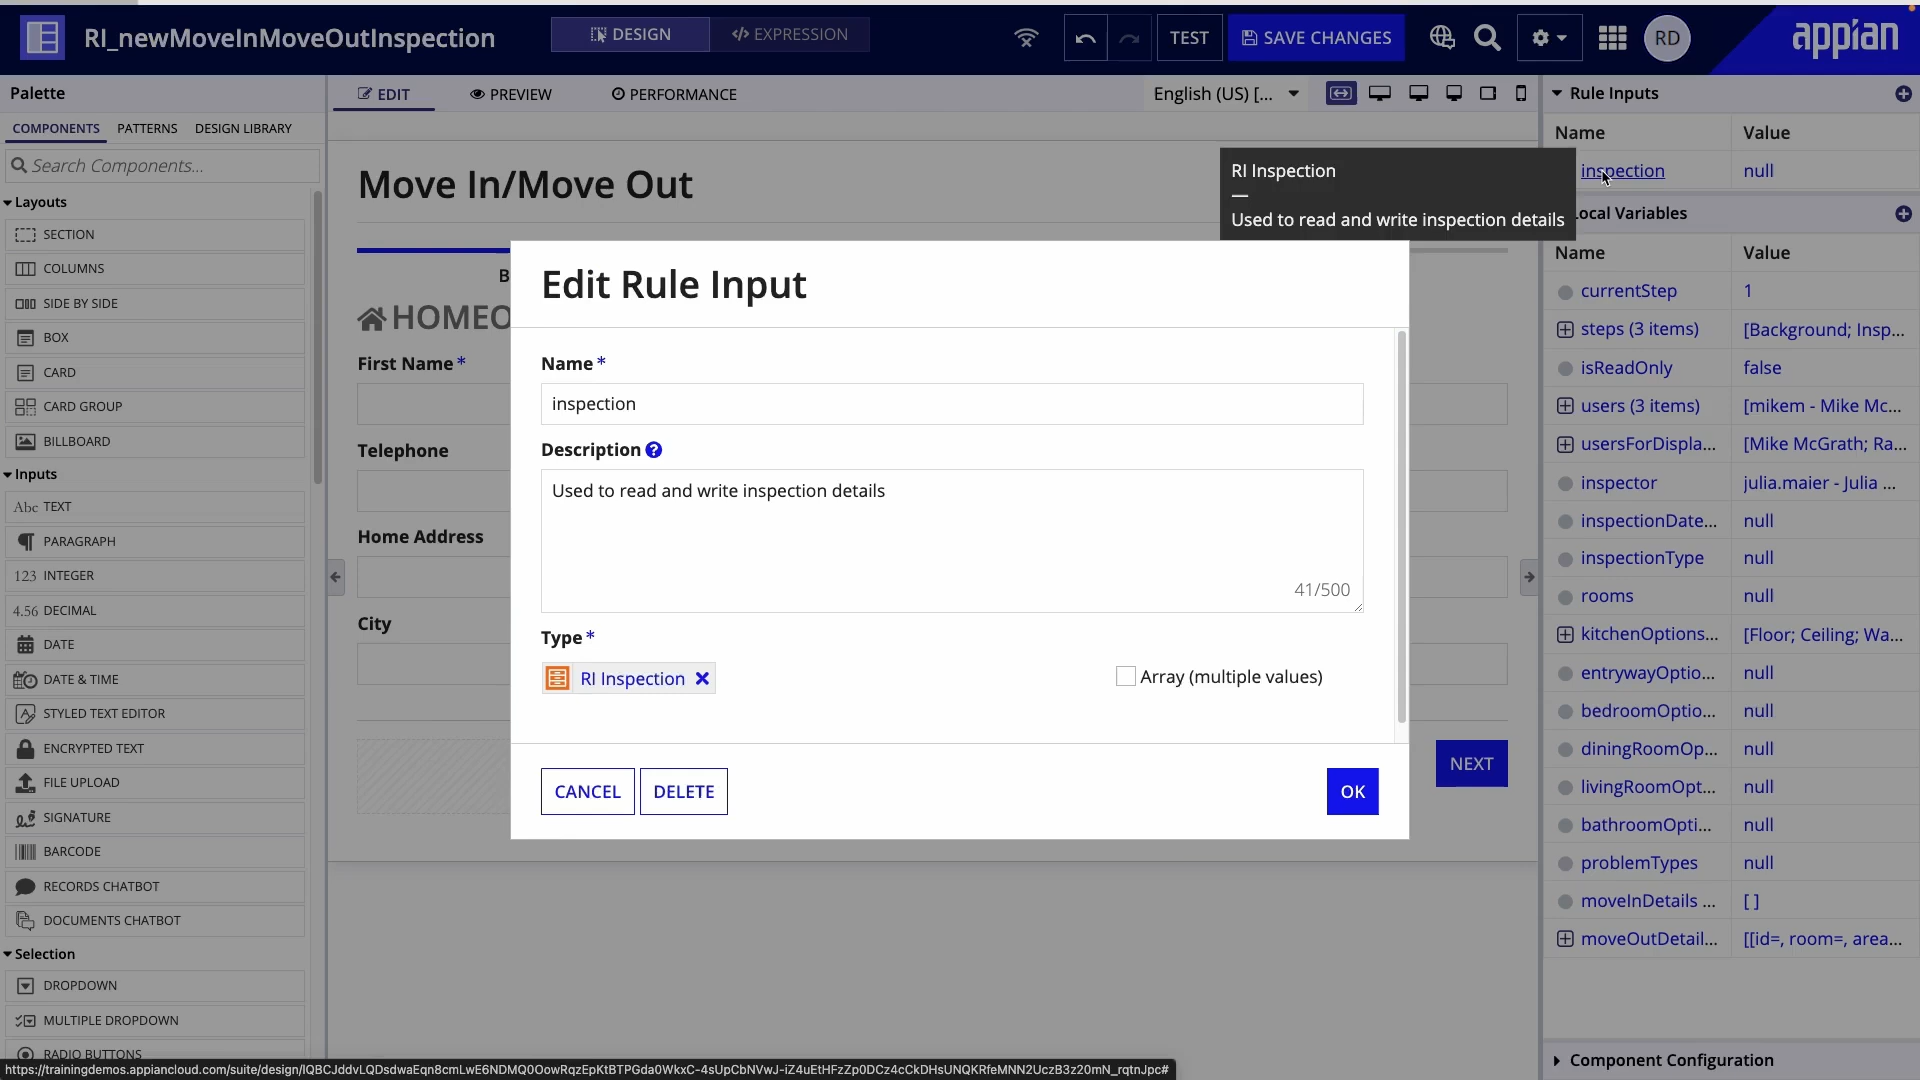 RI_newMoveInMoveOutInspection
DESIGN
</> EXPRESSION
TEST
SAVE CHANGES
RD
appian
Palette
COMPONENTS
PATTERNS
DESIGN LIBRARY
Search Components...
Layouts
SECTION
COLUMNS
SIDE BY SIDE
BOX
CARD
CARD GROUP
BILLBOARD
Inputs
Abc TEXT
PARAGRAPH
123 INTEGER
4.56 DECIMAL
DATE
DATE & TIME
STYLED TEXT EDITOR
ENCRYPTED TEXT
FILE UPLOAD
SIGNATURE
BARCODE
RECORDS CHATBOT
DOCUMENTS CHATBOT
Selection
DROPDOWN
MULTIPLE DROPDOWN
RADIO BUTTONS
EDIT
PREVIEW
PERFORMANCE
English (US) [...
Move In/Move Out
B
HOMEO
First Name *
Telephone
Home Address
City
NEXT
RI Inspection
—
Used to read and write inspection details
Edit Rule Input
Name *
inspection
Description ?
Used to read and write inspection details
41/500
Type *
RI Inspection
Array (multiple values)
CANCEL
DELETE
OK
Rule Inputs
Name Value
inspection null
Local Variables
Name Value
currentStep 1
steps (3 items) [Background; Insp...
isReadOnly false
users (3 items) [mikem - Mike Mc...
usersForDispla... [Mike McGrath; Ra...
inspector julia.maier - Julia ...
inspectionDate... null
inspectionType null
rooms null
kitchenOptions... [Floor; Ceiling; Wa...
entrywayOptio... null
bedroomOptio... null
diningRoomOp... null
livingRoomOpt... null
bathroomOpti... null
problemTypes null
moveInDetails ... [ ]
moveOutDetail... [[id=, room=, area...
Component Configuration